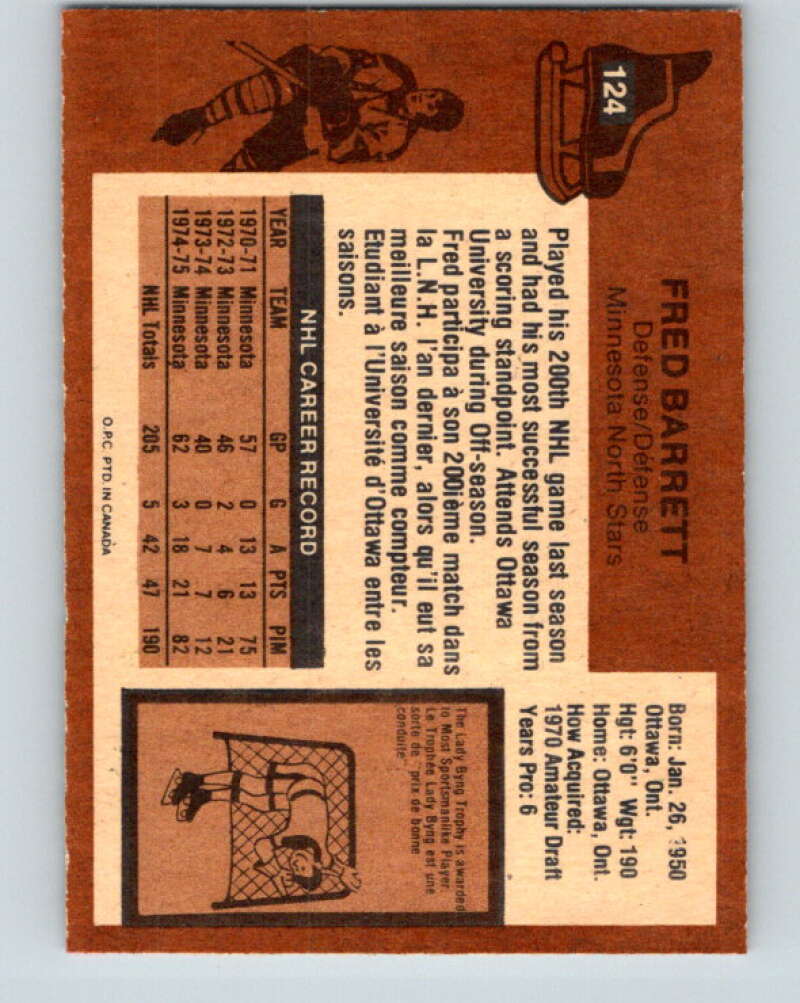 124
FRED BARRETT
Defense/Défense
Minnesota North Stars
Born: Jan. 26, 1950
Ottawa, Ont.
Hgt: 6'0" Wgt: 190
Home: Ottawa, Ont.
How Acquired:
1970 Amateur Draft
Years Pro: 6
Played his 200th NHL game last season
and had his most successful season from
a scoring standpoint. Attends Ottawa
University during Off-season.
Fred participa à son 200ième match dans
la L.N.H. l'an dernier, alors qu'il eut sa
meilleure saison comme compteur.
Etudiant à l'Université d'Ottawa entre les
saisons.
NHL CAREER RECORD
YEAR TEAM GP G A PTS PIM
1970-71 Minnesota 57 0 13 13 75
1972-73 Minnesota 46 2 4 6 21
1973-74 Minnesota 40 0 7 7 12
1974-75 Minnesota 62 3 18 21 82
NHL Totals 205 5 42 47 190
The Lady Byng Trophy is awarded
to Most Sportsmanlike Player.
Le Trophée Lady Byng est une
sorte de "prix de bonne
conduite".
O.P.C. PTD. IN CANADA